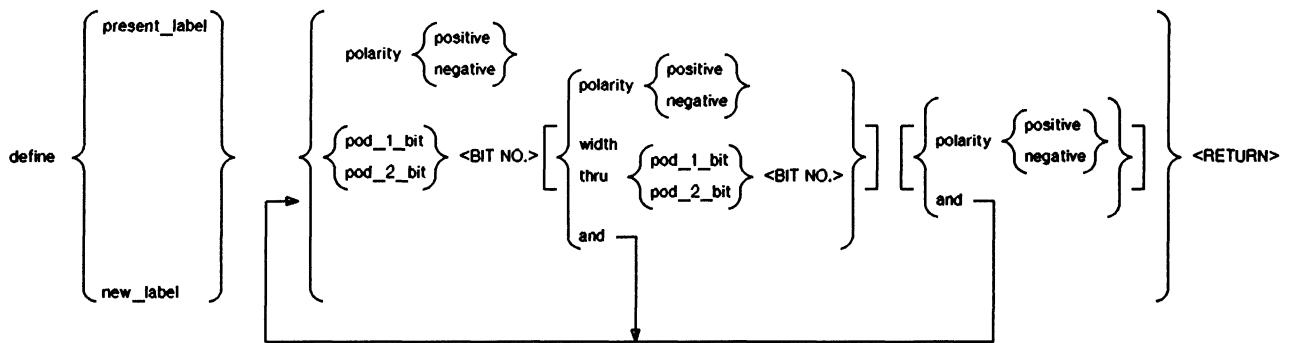 present_label
polarity
positive
negative
polarity
positive
negative
define
pod_1_bit
pod_2_bit
<BIT NO.>
width
thru
pod_1_bit
pod_2_bit
<BIT NO.>
and
polarity
positive
negative
and
<RETURN>
new_label